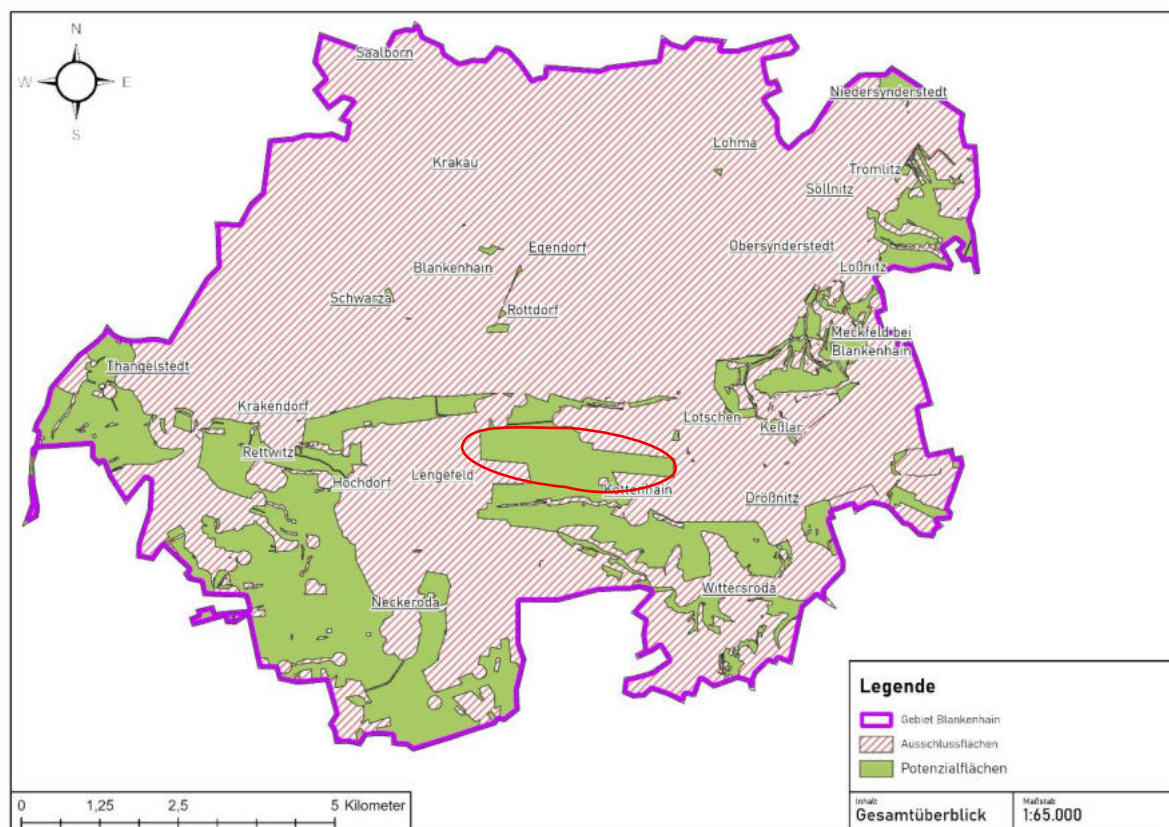 N
W E
S
Saalborn
Niedersynderstedt
Lohma
Krakau
Tromlitz
Söllnitz
Egendorf
Obersynderstedt
Blankenhain
Loßnitz
Schwarza
Rottdorf
Meckfeld bei
Blankenhain
Thangelstedt
Krakendorf
Lotschen
Keßlar
Rettwitz
Lengefeld
Hochdorf
Kottenhain
Drößnitz
Wittersroda
Neckeroda
Legende
Gebiet Blankenhain
Ausschlussflächen
Potenzialflächen
Inhalt
Gesamtüberblick
Maßstab
1:65.000
0 1,25 2,5 5 Kilometer